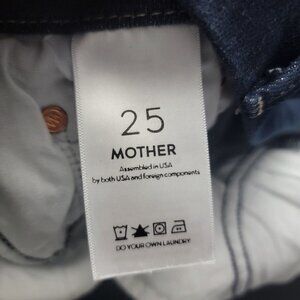 25
MOTHER
Assembled in USA
by both USA and foreign components
DO YOUR OWN LAUNDRY